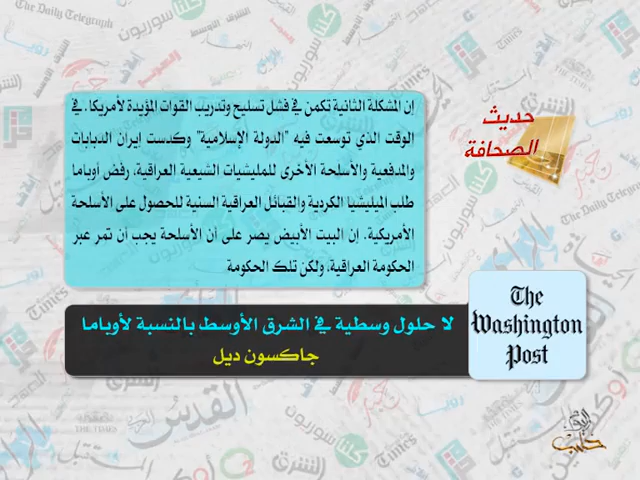 حديث
الصحافة
إن المشكلة الثانية تكمن في فشل تسليح وتدريب القوات المؤيدة لأمريكا، في
الوقت الذي توسعت فيه "الدولة الإسلامية" وكدست إيران الدبابات
والمدفعية والأسلحة الأخرى للمليشيات الشيعية العراقية، رفض أوباما
طلب الميليشيا الكردية والقبائل العراقية السنية للحصول على الأسلحة
الأمريكية. إن البيت الأبيض يصر على أن الأسلحة يجب أن تمر عبر
الحكومة العراقية، ولكن تلك الحكومة
The
Washington
Post
لا حلول وسطية في الشرق الأوسط بالنسبة لأوباما
جاكسون ديل